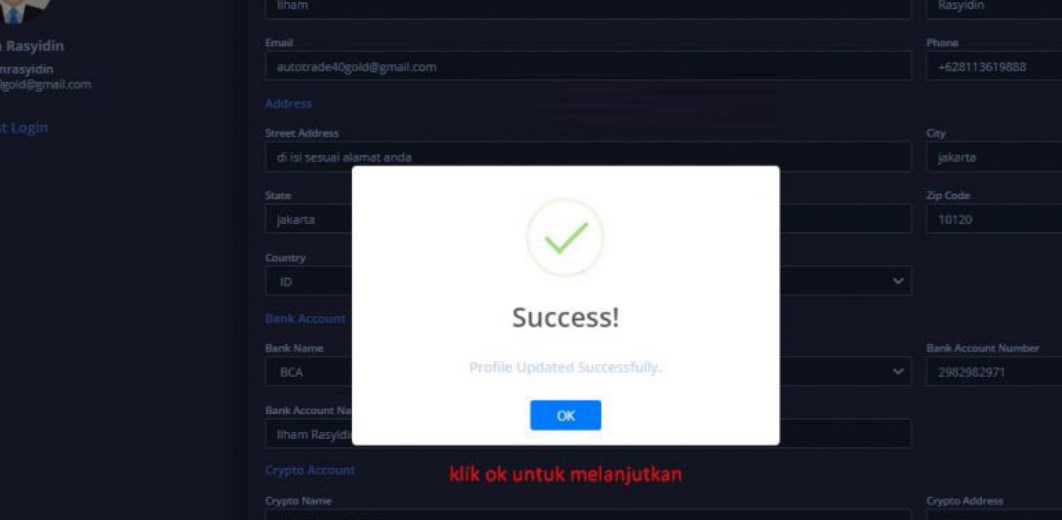 Ilham Rasyidin
Rasyidin
mrasyidin
0gold@gmail.com
st Login
Email Phone
autotrade40gold@gmail.com +628113619888
Address
Street Address City
di isi sesuai alamat anda jakarta
State Zip Code
jakarta 10120
Country
ID
Success!
Bank Account
Bank Name Bank Account Number
Profile Updated Successfully.
BCA 2982982971
OK
Bank Account Na
Ilham Rasyidi
Crypto Account klik ok untuk melanjutkan
Crypto Name Crypto Address